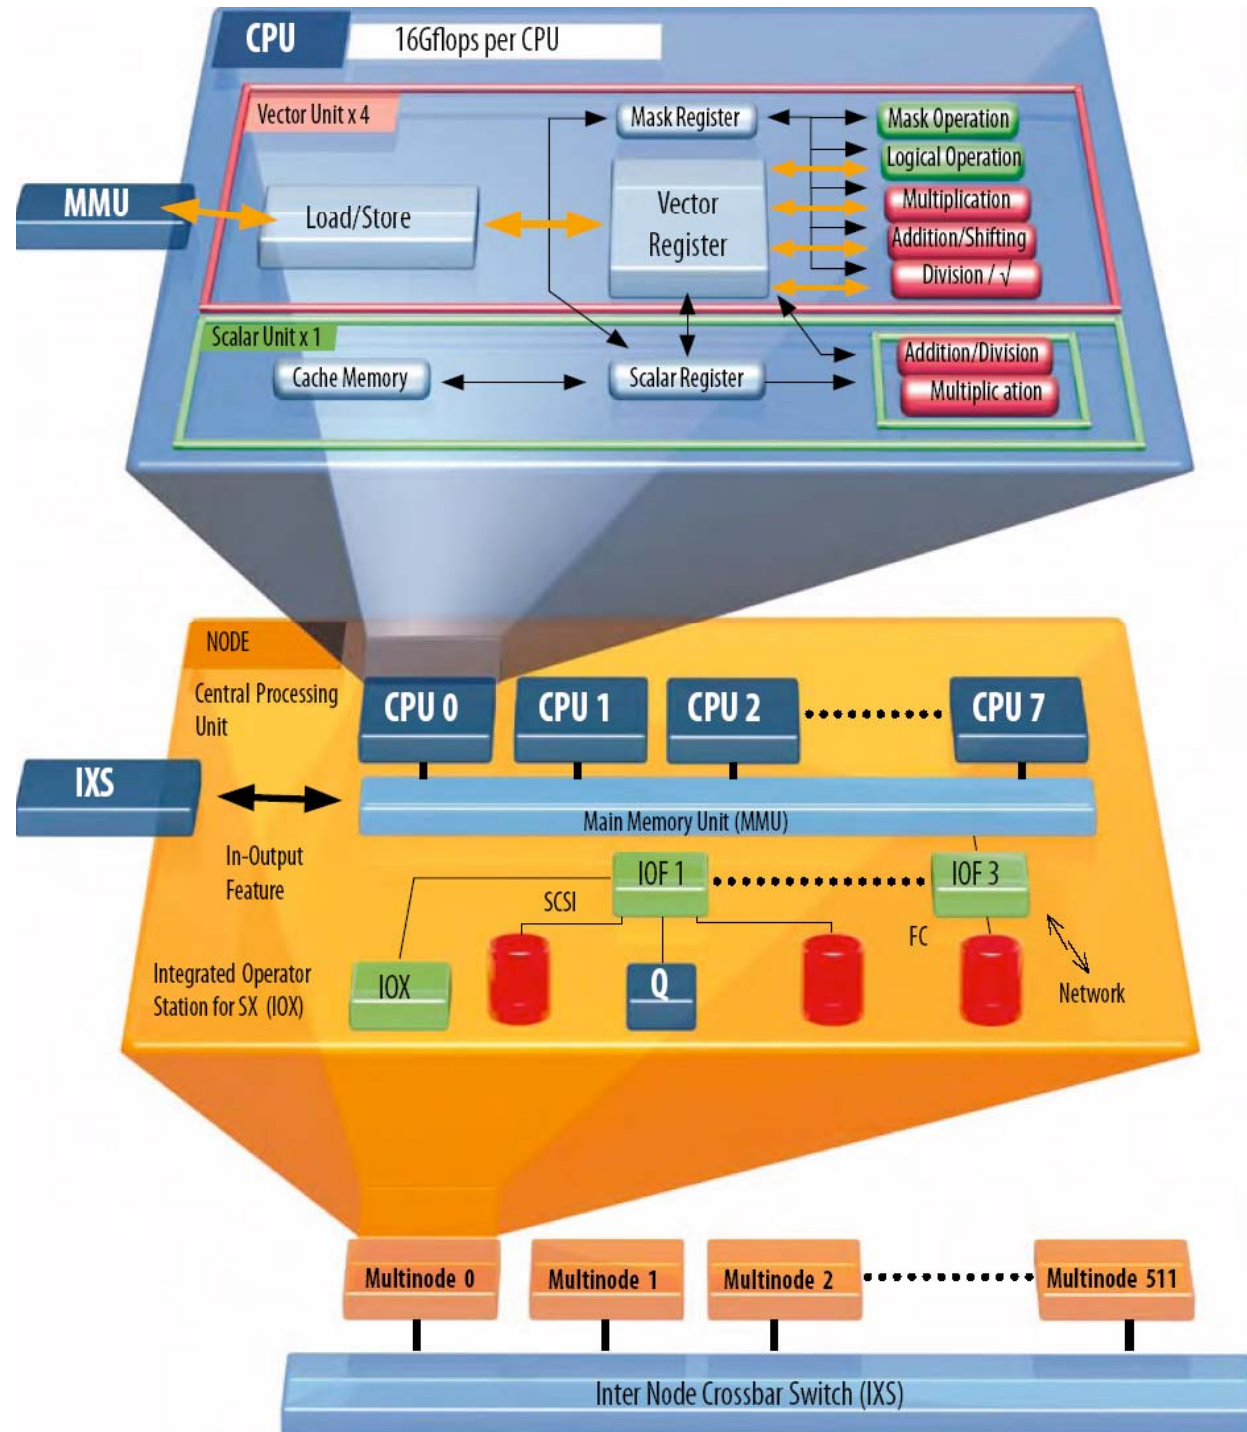 CPU
16Gflops per CPU
Vector Unit x 4
Mask Register
Mask Operation
Logical Operation
MMU
Load/Store
Vector
Register
Multiplication
Addition/Shifting
Division / √
Scalar Unit x 1
Cache Memory
Scalar Register
Addition/Division
Multiplic ation
NODE
Central Processing
Unit
CPU 0
CPU 1
CPU 2
CPU 7
IXS
Main Memory Unit (MMU)
In-Output
Feature
IOF 1
IOF 3
SCSI
FC
Integrated Operator
Station for SX (IOX)
IOX
Q
Network
Multinode 0
Multinode 1
Multinode 2
Multinode 511
Inter Node Crossbar Switch (IXS)